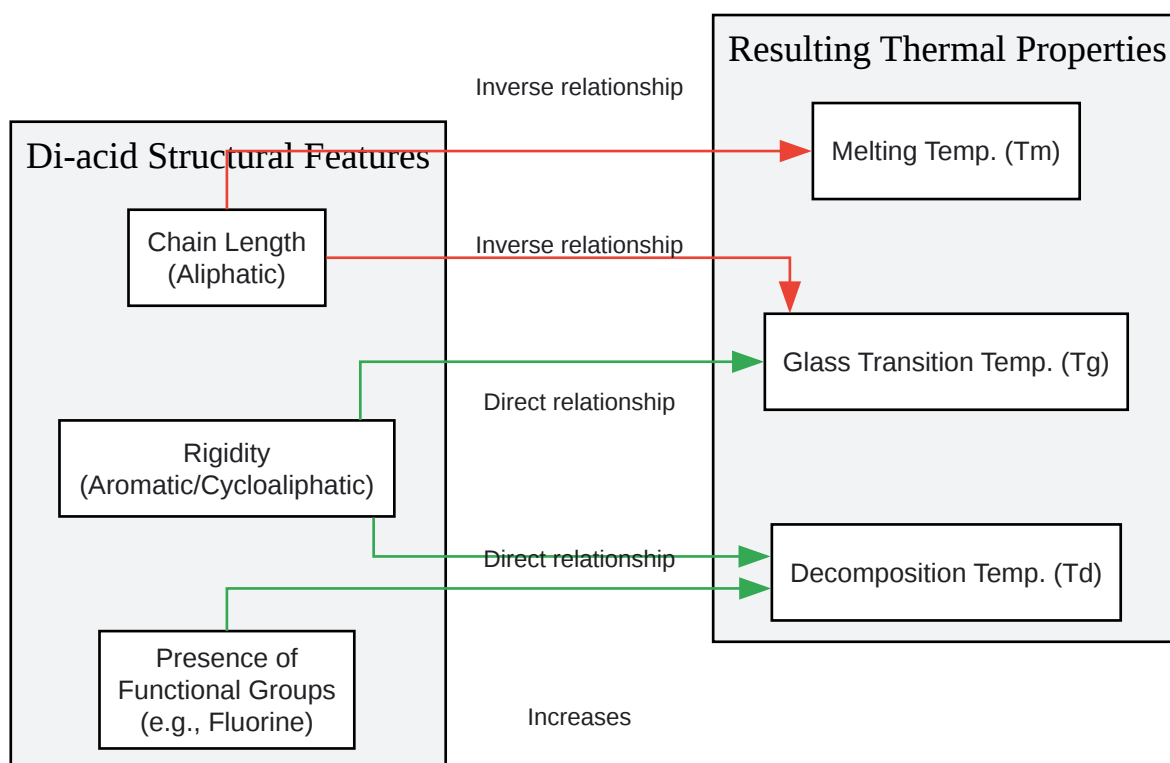 Di-acid Structural Features
Chain Length
(Aliphatic)
Rigidity
(Aromatic/Cycloaliphatic)
Presence of
Functional Groups
(e.g., Fluorine)
Inverse relationship
Inverse relationship
Direct relationship
Direct relationship
Increases
Resulting Thermal Properties
Melting Temp. (Tm)
Glass Transition Temp. (Tg)
Decomposition Temp. (Td)